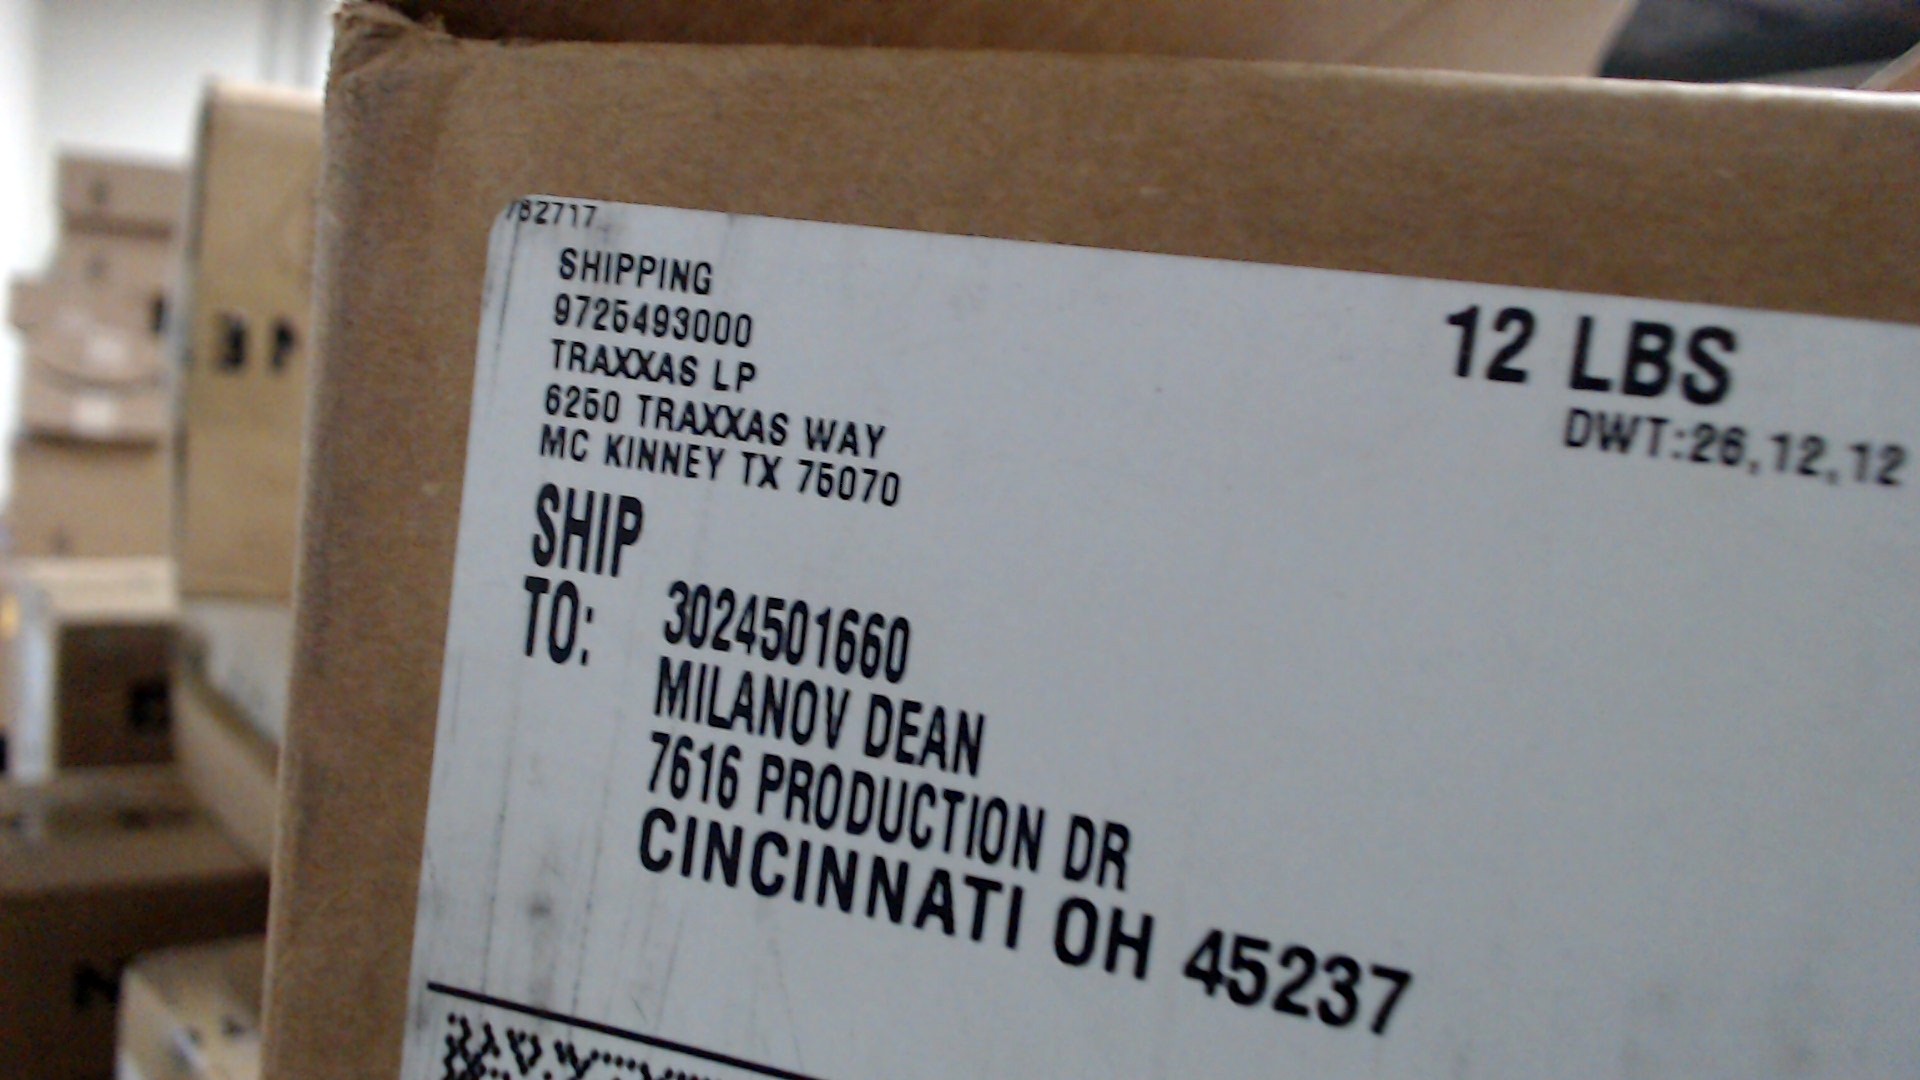 SHIPPING
9725493000
TRAXXAS LP
6250 TRAXXAS WAY
MC KINNEY TX 75070
12 LBS
DWT:26,12,12
SHIP
TO:
3024501660
MILANOV DEAN
7616 PRODUCTION DR
CINCINNATI OH 45237